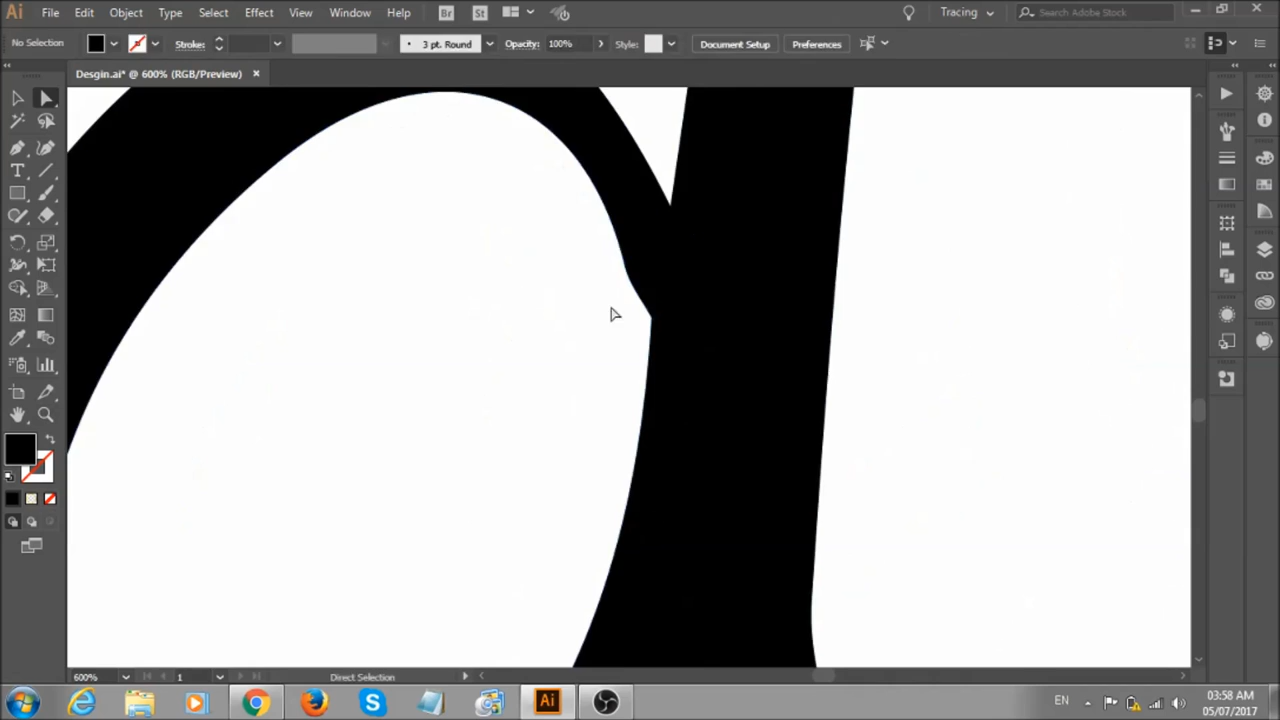 Ai File Edit Object Type Select Effect View Window Help Br St Tracing Search Adobe Stock
No Selection Stroke: 3 pt. Round Opacity: 100% Style: Document Setup Preferences
Desgin.ai* @ 600% (RGB/Preview)
T
600% 1 Direct Selection
Ai EN 03:58 AM
05/07/2017